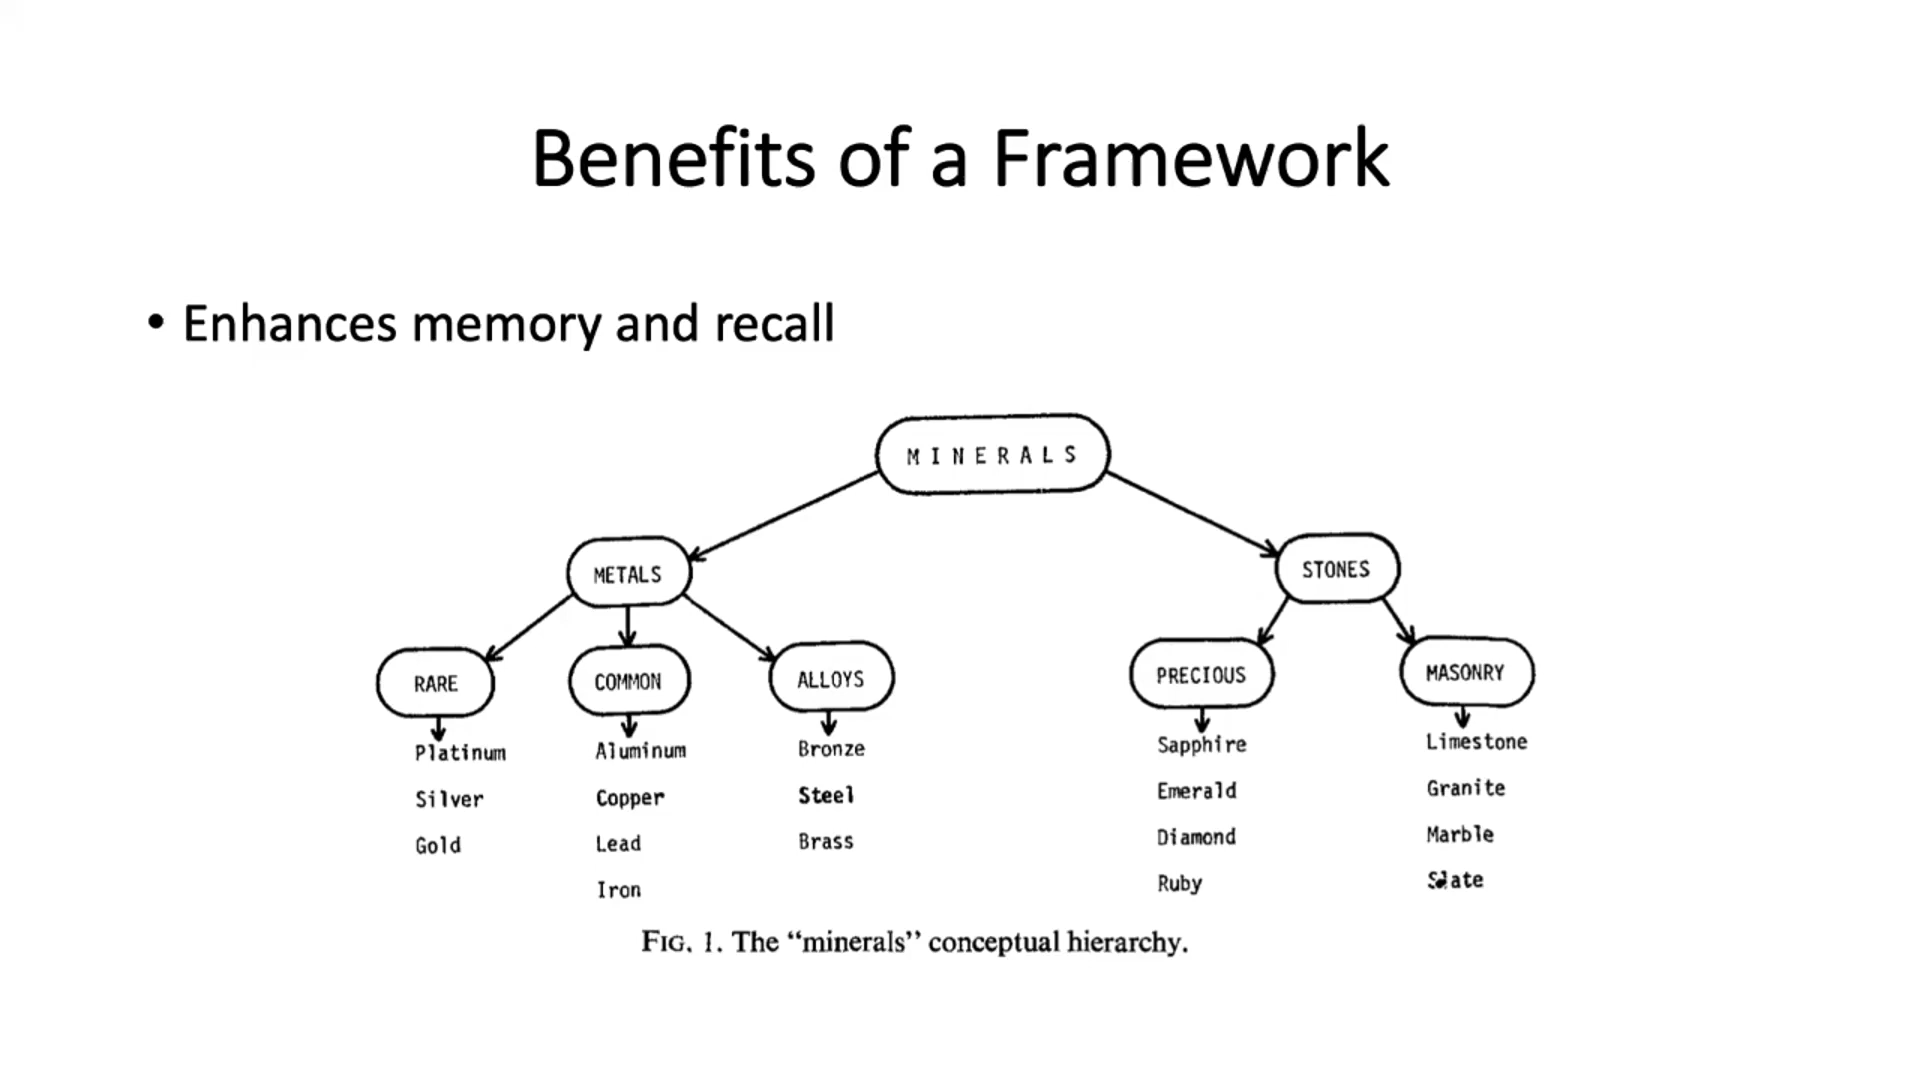 Benefits of a Framework
• Enhances memory and recall
MINERALS
METALS
STONES
RARE
COMMON
ALLOYS
PRECIOUS
MASONRY
Platinum
Silver
Gold
Aluminum
Copper
Lead
Iron
Bronze
Steel
Brass
Sapphire
Emerald
Diamond
Ruby
Limestone
Granite
Marble
Slate
FIG. 1. The “minerals” conceptual hierarchy.